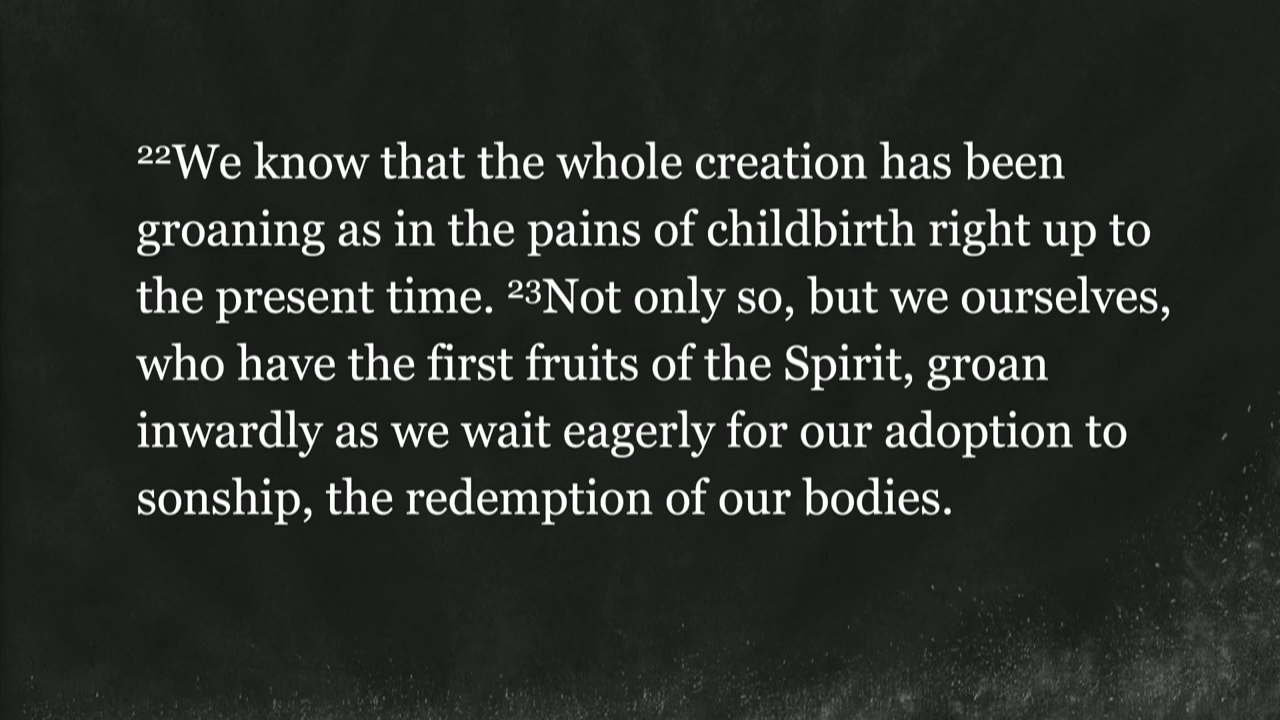 ²²We know that the whole creation has been
groaning as in the pains of childbirth right up to
the present time. ²³Not only so, but we ourselves,
who have the first fruits of the Spirit, groan
inwardly as we wait eagerly for our adoption to
sonship, the redemption of our bodies.